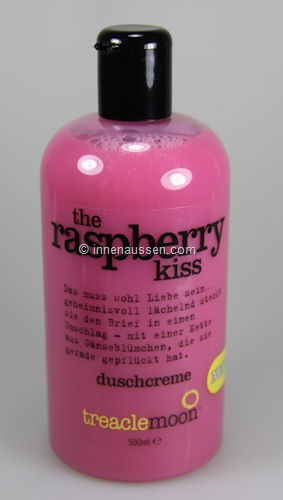 the
raspberry
kiss
© innenaussen.com
Das muss wohl Liebe sein...
geheimnisvoll lächelnd steckt
sie den Brief in einen
Umschlag - mit einer Kette
aus Gänseblümchen, die sie
gerade gepflückt hat.
duschcreme
treaclemoon™
500ml e